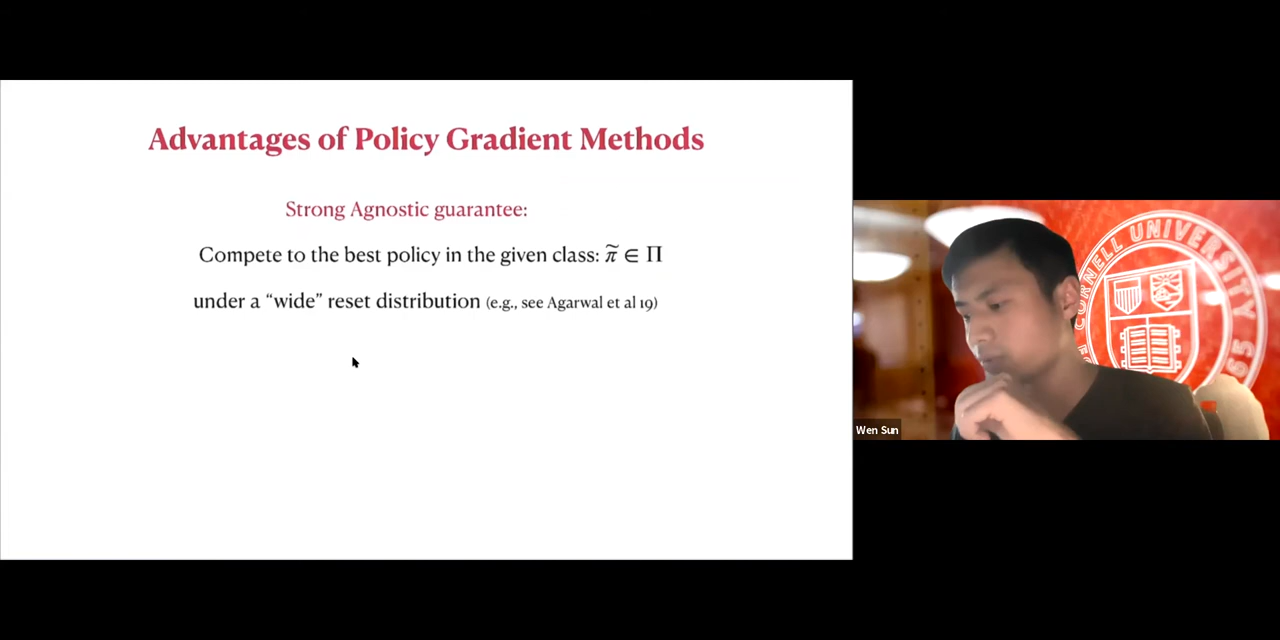 Advantages of Policy Gradient Methods
Strong Agnostic guarantee:
Compete to the best policy in the given class: π̃ ∈ Π
under a “wide” reset distribution (e.g., see Agarwal et al 19)
CORNELL UNIVERSITY
Wen Sun